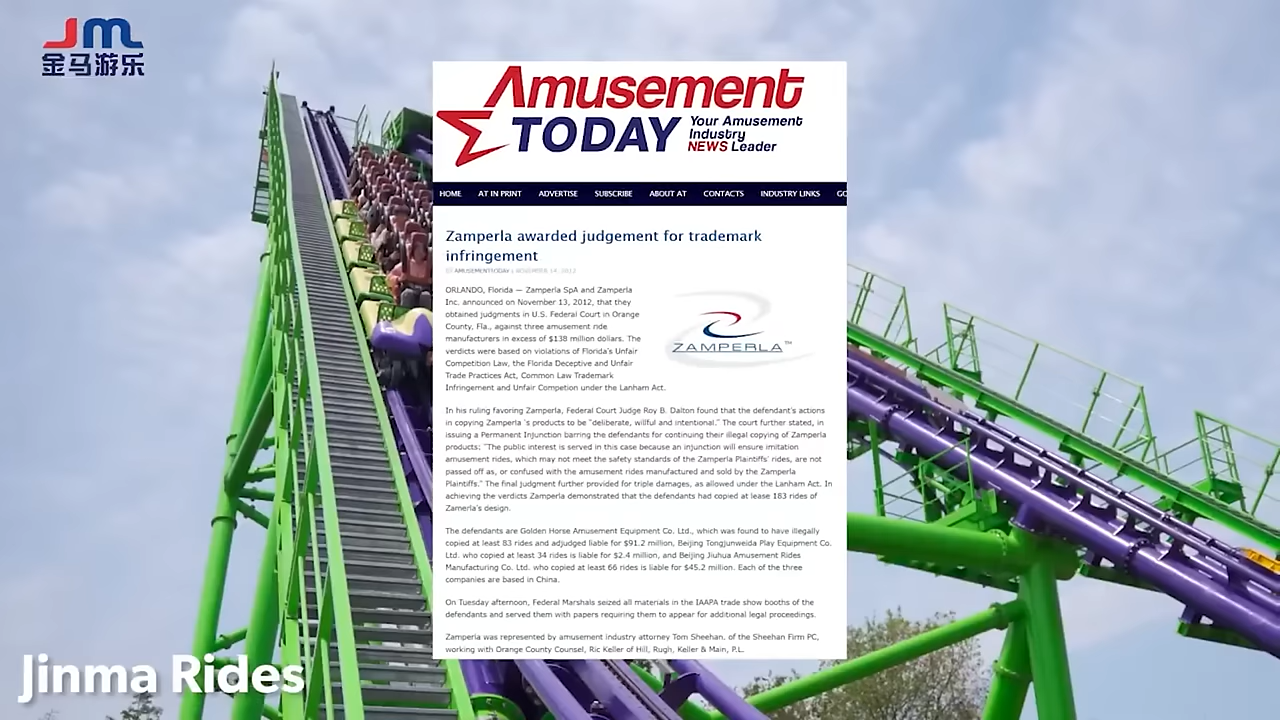 JM
金马游乐
Amusement
TODAY
Your Amusement
Industry
NEWS Leader
HOME AT IN PRINT ADVERTISE SUBSCRIBE ABOUT AT CONTACTS INDUSTRY LINKS GO
Zamperla awarded judgement for trademark
infringement
BY AMUSEMENTTODAY | NOVEMBER 14, 2012
ORLANDO, Florida — Zamperla SpA and Zamperla
Inc. announced on November 13, 2012, that they
obtained judgments in U.S. Federal Court in Orange
County, Fla., against three amusement ride
manufacturers in excess of $138 million dollars. The
verdicts were based on violations of Florida's Unfair
Competition Law, the Florida Deceptive and Unfair
Trade Practices Act, Common Law Trademark
Infringement and Unfair Competion under the Lanham Act.
ZAMPERLA™
In his ruling favoring Zamperla, Federal Court Judge Roy B. Dalton found that the defendant's actions
in copying Zamperla 's products to be "deliberate, willful and intentional." The court further stated, in
issuing a Permanent Injunction barring the defendants for continuing their illegal copying of Zamperla
products: "The public interest is served in this case because an injunction will ensure imitation
amusement rides, which may not meet the safety standards of the Zamperla Plaintiffs' rides, are not
passed off as, or confused with the amusement rides manufactured and sold by the Zamperla
Plaintiffs." The final judgment further provided for triple damages, as allowed under the Lanham Act. In
achieving the verdicts Zamperla demonstrated that the defendants had copied at lease 183 rides of
Zamerla's design.
The defendants are Golden Horse Amusement Equipment Co. Ltd., which was found to have illegally
copied at least 83 rides and adjudged liable for $91.2 million, Beijing Tongjunweida Play Equipment Co.
Ltd. who copied at least 34 rides is liable for $2.4 million, and Beijing Jiuhua Amusement Rides
Manufacturing Co. Ltd. who copied at least 66 rides is liable for $45.2 million. Each of the three
companies are based in China.
On Tuesday afternoon, Federal Marshals seized all materials in the IAAPA trade show booths of the
defendants and served them with papers requiring them to appear for additional legal proceedings.
Zamperla was represented by amusement industry attorney Tom Sheehan. of the Sheehan Firm PC,
working with Orange County Counsel, Ric Keller of Hill, Rugh, Keller & Main, P.L.
Jinma Rides